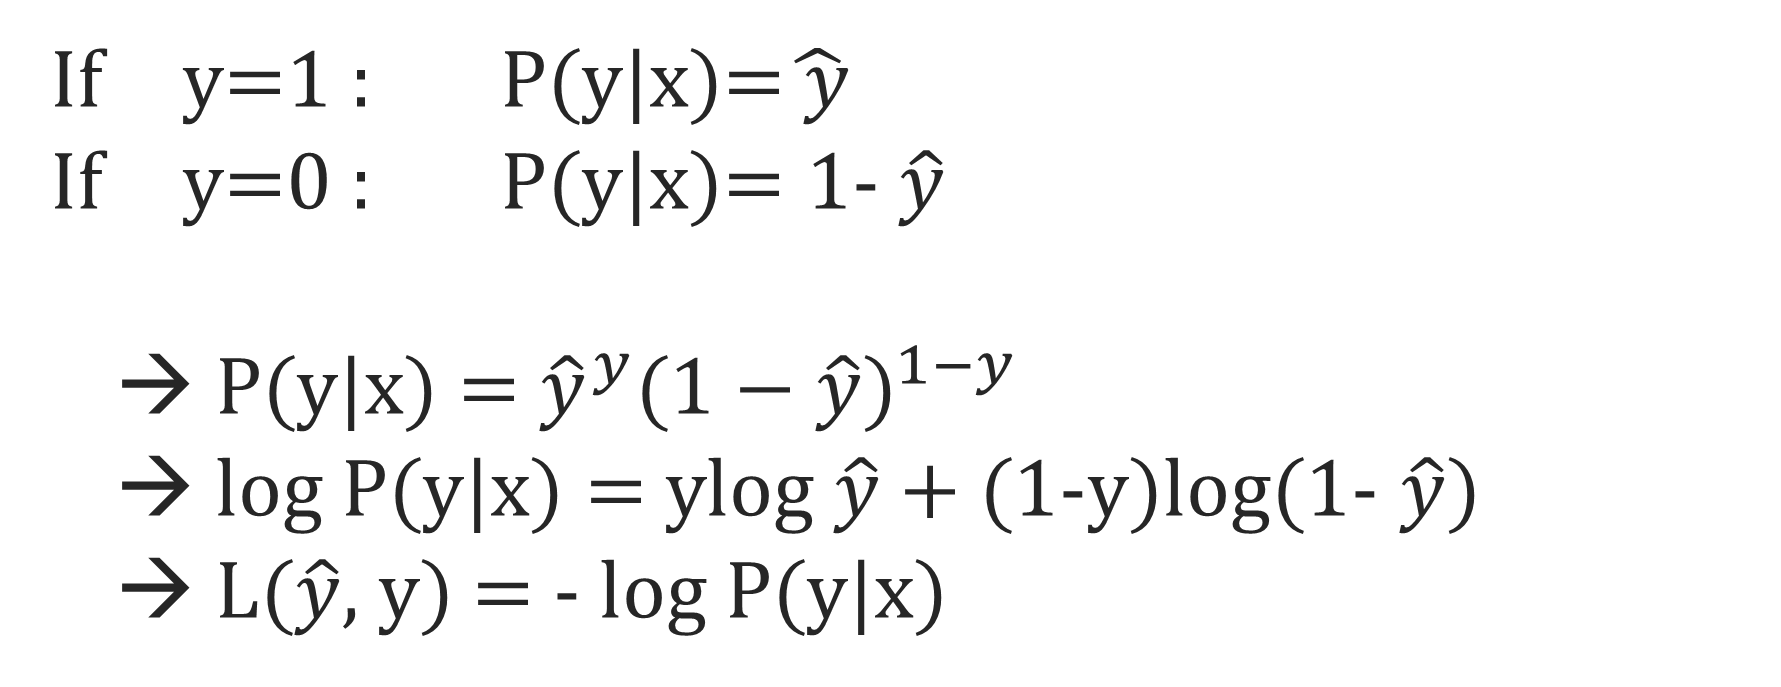 If y=1 : P(y|x)= ŷ
If y=0 : P(y|x)= 1- ŷ
→ P(y|x) = ŷ^y (1 − ŷ)^(1−y)
→ log P(y|x) = ylog ŷ + (1-y)log(1- ŷ)
→ L(ŷ, y) = - log P(y|x)